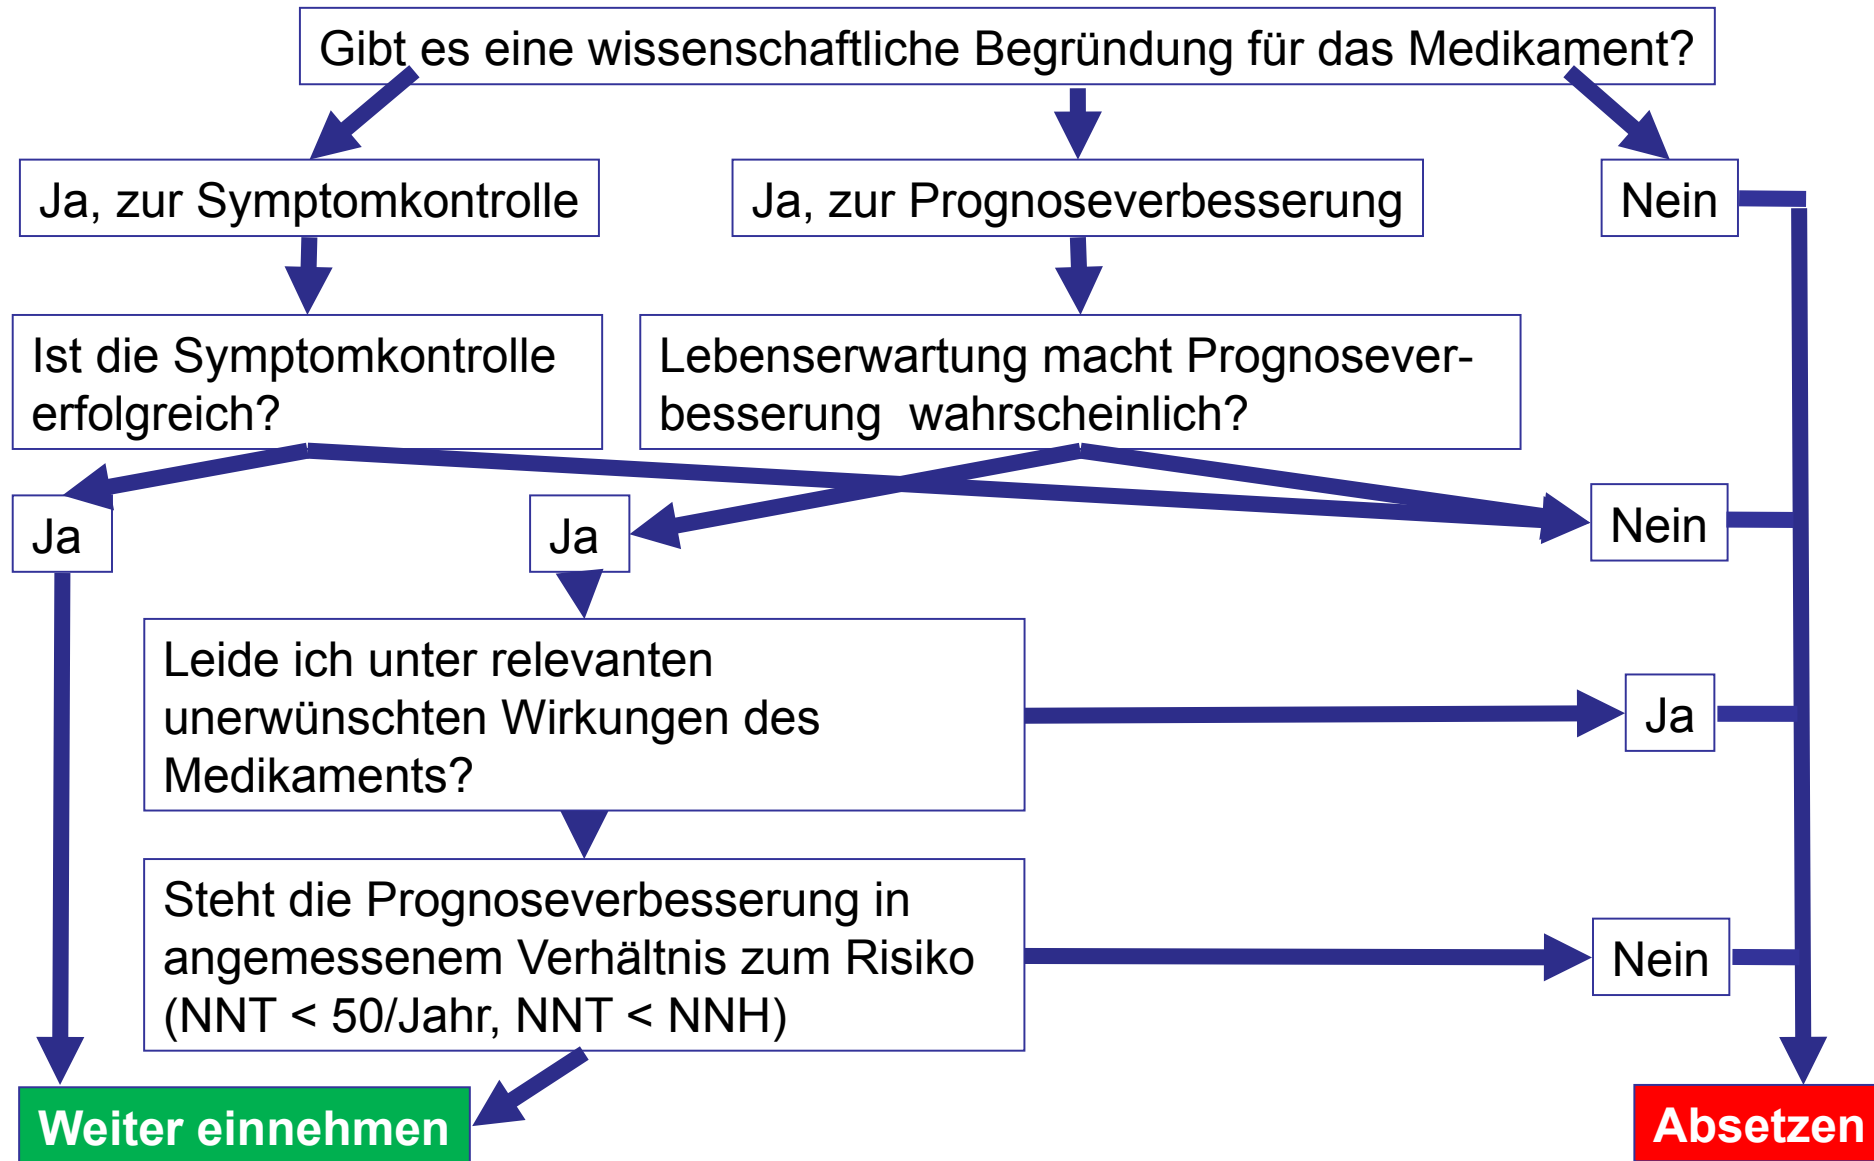 Gibt es eine wissenschaftliche Begründung für das Medikament?
Ja, zur Symptomkontrolle
Ja, zur Prognoseverbesserung
Nein
Ist die Symptomkontrolle
erfolgreich?
Lebenserwartung macht Prognosever-
besserung  wahrscheinlich?
Ja
Ja
Nein
Leide ich unter relevanten
unerwünschten Wirkungen des
Medikaments?
Ja
Steht die Prognoseverbesserung in
angemessenem Verhältnis zum Risiko
(NNT < 50/Jahr, NNT < NNH)
Nein
Weiter einnehmen
Absetzen